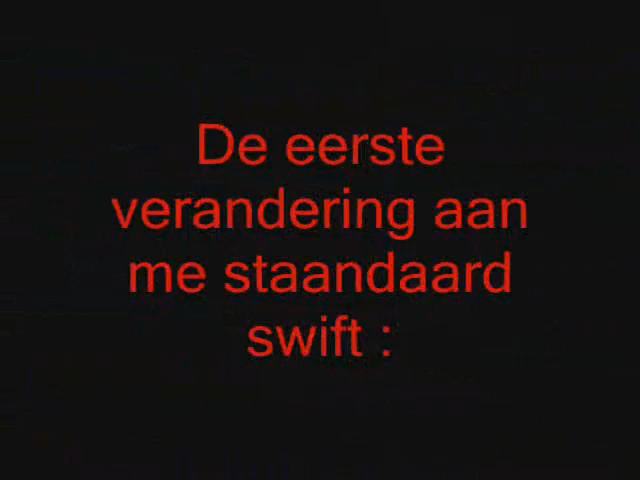 De eerste
verandering aan
me staandaard
swift :